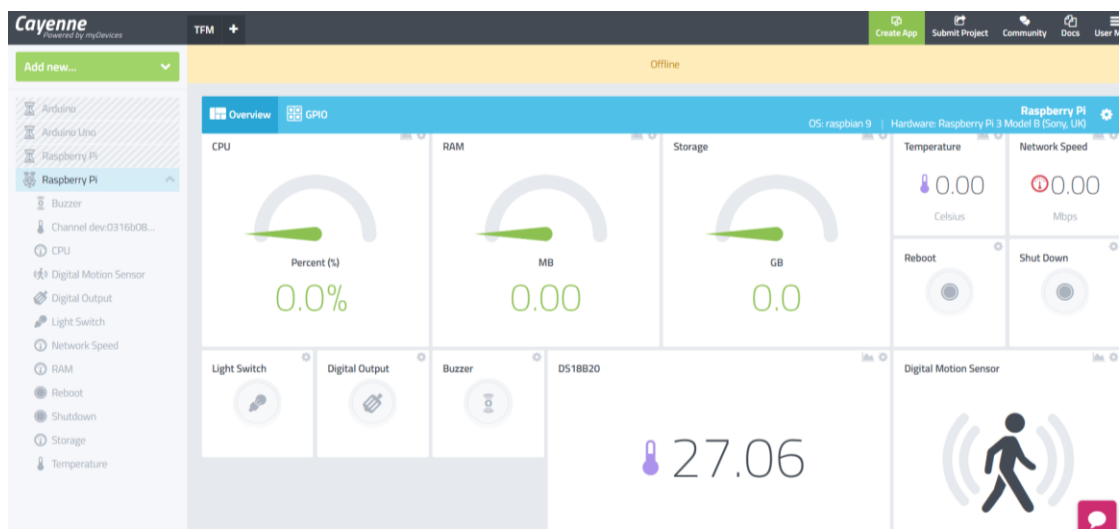 Cayenne
Powered by myDevices
TFM +
Create App
Submit Project
Community
Docs
User M
Add new...
Offline
Arduino
Arduino Uno
Raspberry Pi
Raspberry Pi
Buzzer
Channel dev:0316b08...
CPU
Digital Motion Sensor
Digital Output
Light Switch
Network Speed
RAM
Reboot
Shutdown
Storage
Temperature
Overview
GPIO
Raspberry Pi
OS: raspbian 9 | Hardware: Raspberry Pi 3 Model B (Sony, UK)
CPU
Percent (%)
0.0%
RAM
MB
0.00
Storage
GB
0.0
Temperature
0.00
Celsius
Network Speed
0.00
Mbps
Reboot
Shut Down
Light Switch
Digital Output
Buzzer
DS18B20
27.06
Digital Motion Sensor